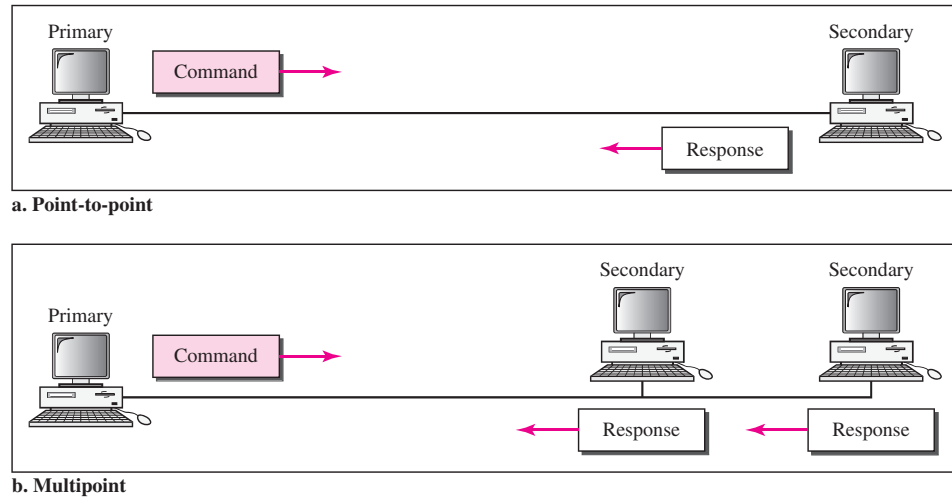 Primary
Secondary
Command
Response
a. Point-to-point
Secondary
Secondary
Primary
Command
Response
Response
b. Multipoint